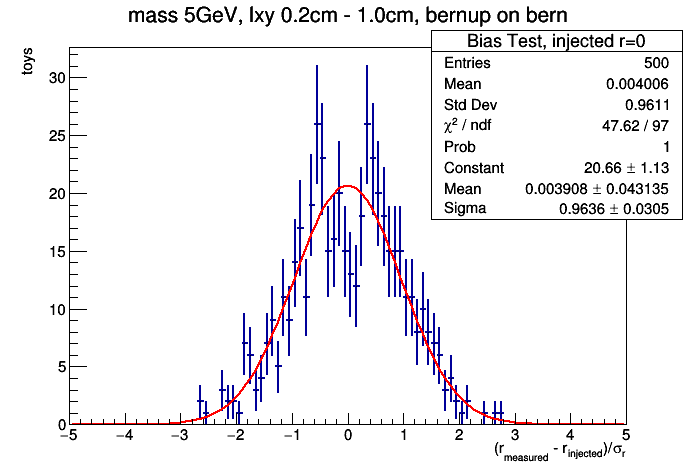 mass 5GeV, lxy 0.2cm - 1.0cm, bernup on bern
toys
Bias Test, injected r=0
Entries 500
Mean 0.004006
Std Dev 0.9611
χ² / ndf 47.62 / 97
Prob 1
Constant 20.66 ± 1.13
Mean 0.003908 ± 0.043135
Sigma 0.9636 ± 0.0305
30
25
20
15
10
5
0
−5 −4 −3 −2 −1 0 1 2 3 4 5
(r_measured - r_injected)/σ_r